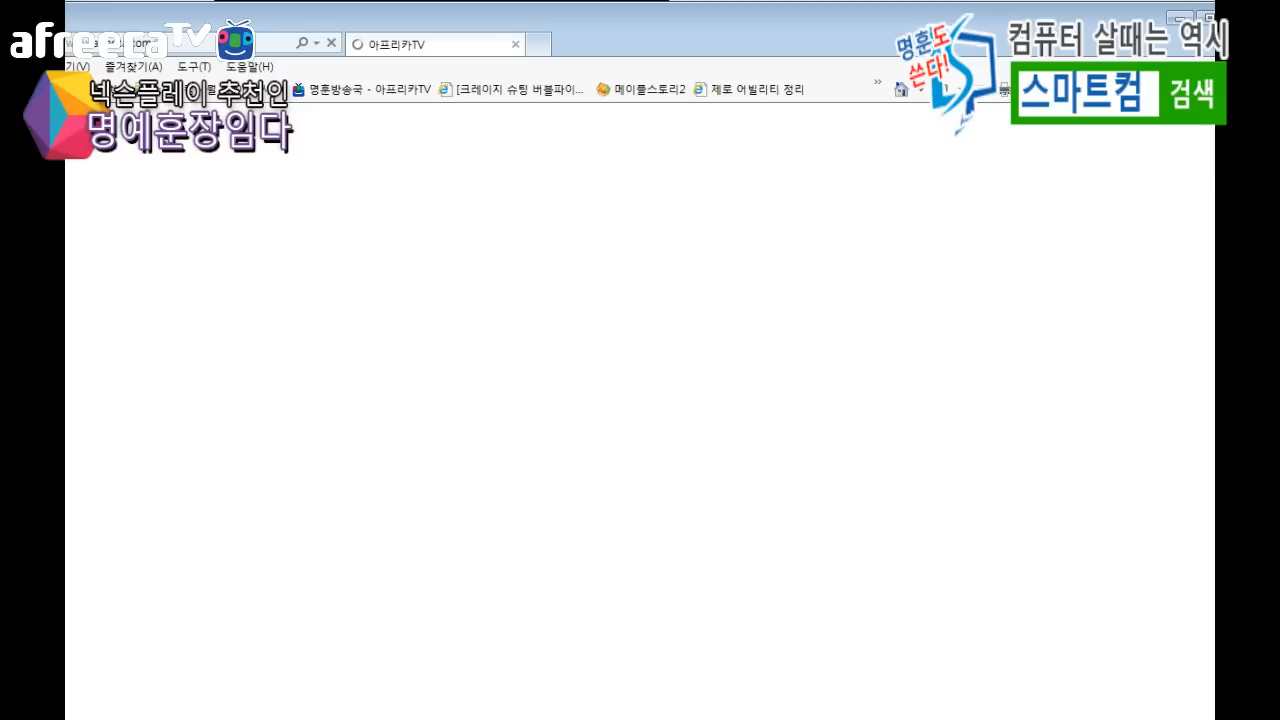 afreecaTV
아프리카TV
명훈도
쓴다!
컴퓨터 살때는 역시
스마트컴 검색
즐겨찾기(A) 도구(T) 도움말(H)
넥슨플레이 추천인
명예훈장임다
명훈방송국 - 아프리카TV
[크레이지 슈팅 버블파이...
메이플스토리2
제로 어빌리티 정리